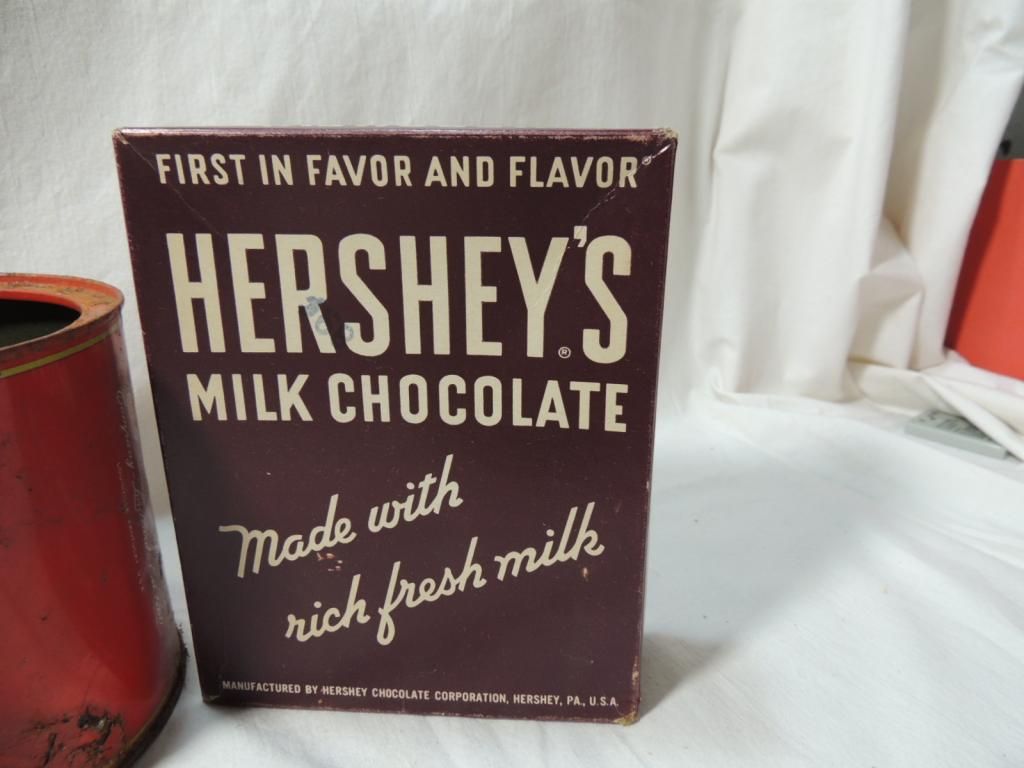 FIRST IN FAVOR AND FLAVOR®
HERSHEY'S®
MILK CHOCOLATE
Made with
rich fresh milk
MANUFACTURED BY HERSHEY CHOCOLATE CORPORATION, HERSHEY, PA., U.S.A.